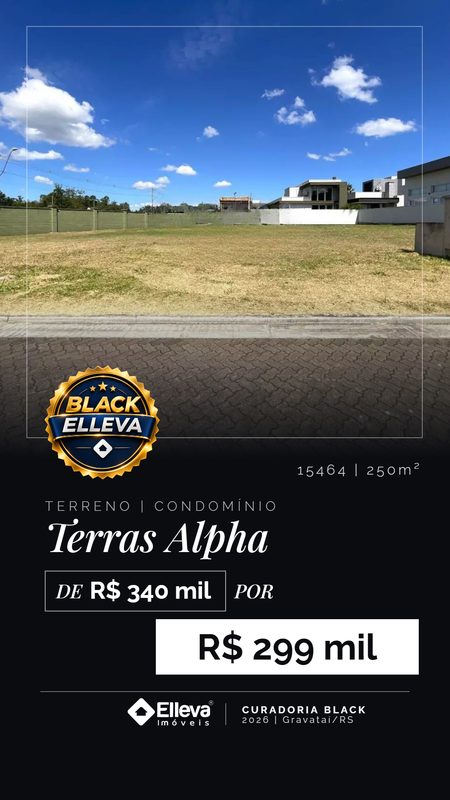 BLACK
ELLEVA
15464 | 250m²
TERRENO | CONDOMÍNIO
Terras Alpha
DE R$ 340 mil POR
R$ 299 mil
Elleva
Imóveis
CURADORIA BLACK
2026 | Gravataí/RS